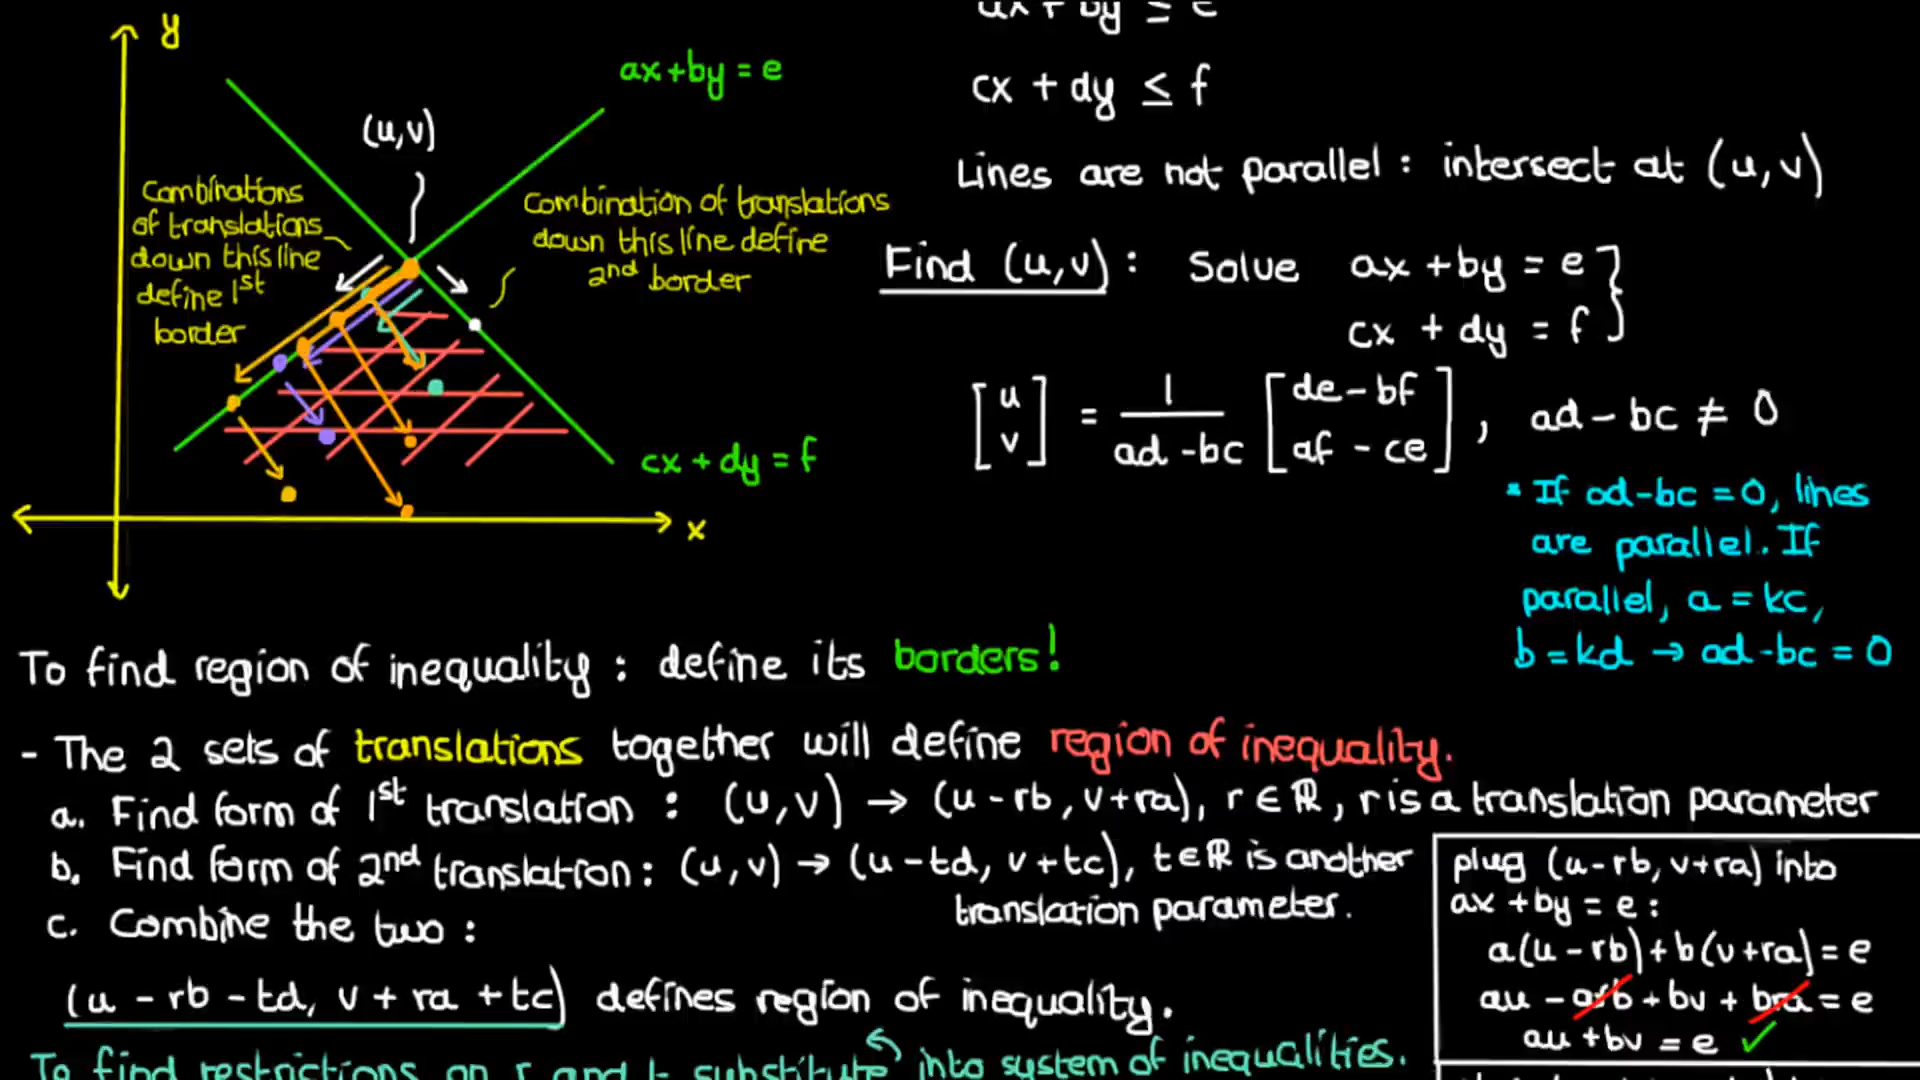 y
ax+by = e
(u,v)
Combinations
of translations
down this line
define 1st
border
Combination of translations
down this line define
2nd border
cx + dy = f
x
cx + dy ≤ f
Lines are not parallel : intersect at (u,v)
Find (u,v) : Solve ax + by = e }
cx + dy = f
[u v] = 1/(ad-bc) [de-bf af-ce], ad-bc ≠ 0
* If ad-bc = 0, lines
are parallel. If
parallel, a = kc,
b = kd → ad-bc = 0
To find region of inequality : define its borders!
- The 2 sets of translations together will define region of inequality.
a. Find form of 1st translation : (u,v) → (u-rb, v+ra), r ∈ ℝ, r is a translation parameter
b. Find form of 2nd translation : (u,v) → (u-td, v+tc), t ∈ ℝ is another
translation parameter.
c. Combine the two :
(u - rb - td, v + ra + tc) defines region of inequality.
To find restrictions on r and t substitute into system of inequalities.
plug (u-rb, v+ra) into
ax + by = e :
a(u-rb) + b(v+ra) = e
au - arb + bv + bra = e
au + bv = e ✓